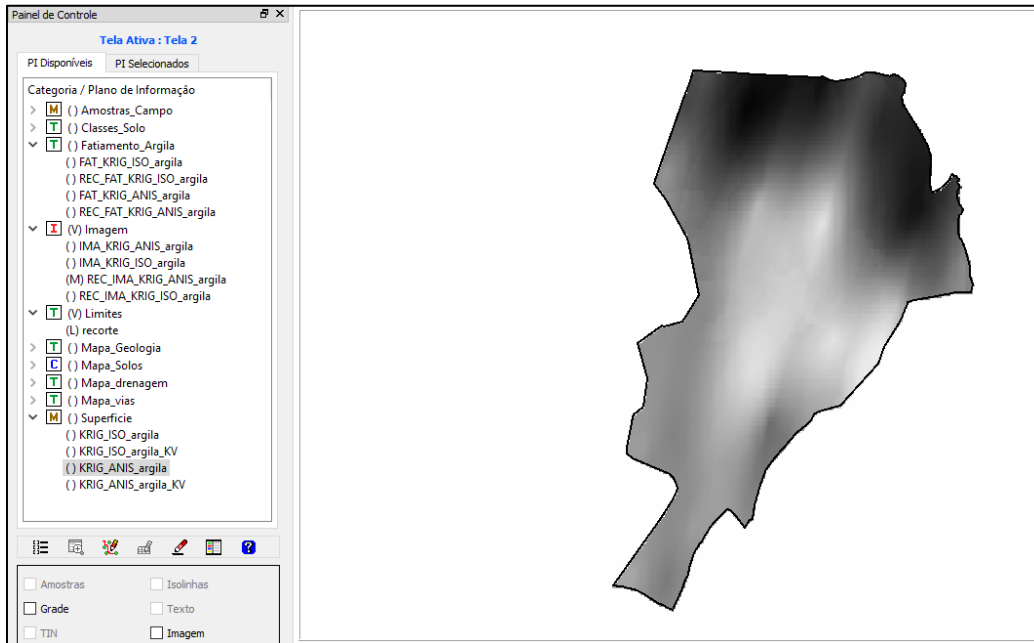 Painel de Controle
Tela Ativa : Tela 2
PI Disponíveis PI Selecionados
Categoria / Plano de Informação
M () Amostras_Campo
T () Classes_Solo
T () Fatiamento_Argila
() FAT_KRIG_ISO_argila
() REC_FAT_KRIG_ISO_argila
() FAT_KRIG_ANIS_argila
() REC_FAT_KRIG_ANIS_argila
I (V) Imagem
() IMA_KRIG_ANIS_argila
() IMA_KRIG_ISO_argila
(M) REC_IMA_KRIG_ANIS_argila
() REC_IMA_KRIG_ISO_argila
T (V) Limites
(L) recorte
T () Mapa_Geologia
C () Mapa_Solos
T () Mapa_drenagem
T () Mapa_vias
M () Superficie
() KRIG_ISO_argila
() KRIG_ISO_argila_KV
() KRIG_ANIS_argila
() KRIG_ANIS_argila_KV
Amostras Isolinhas
Grade Texto
TIN Imagem